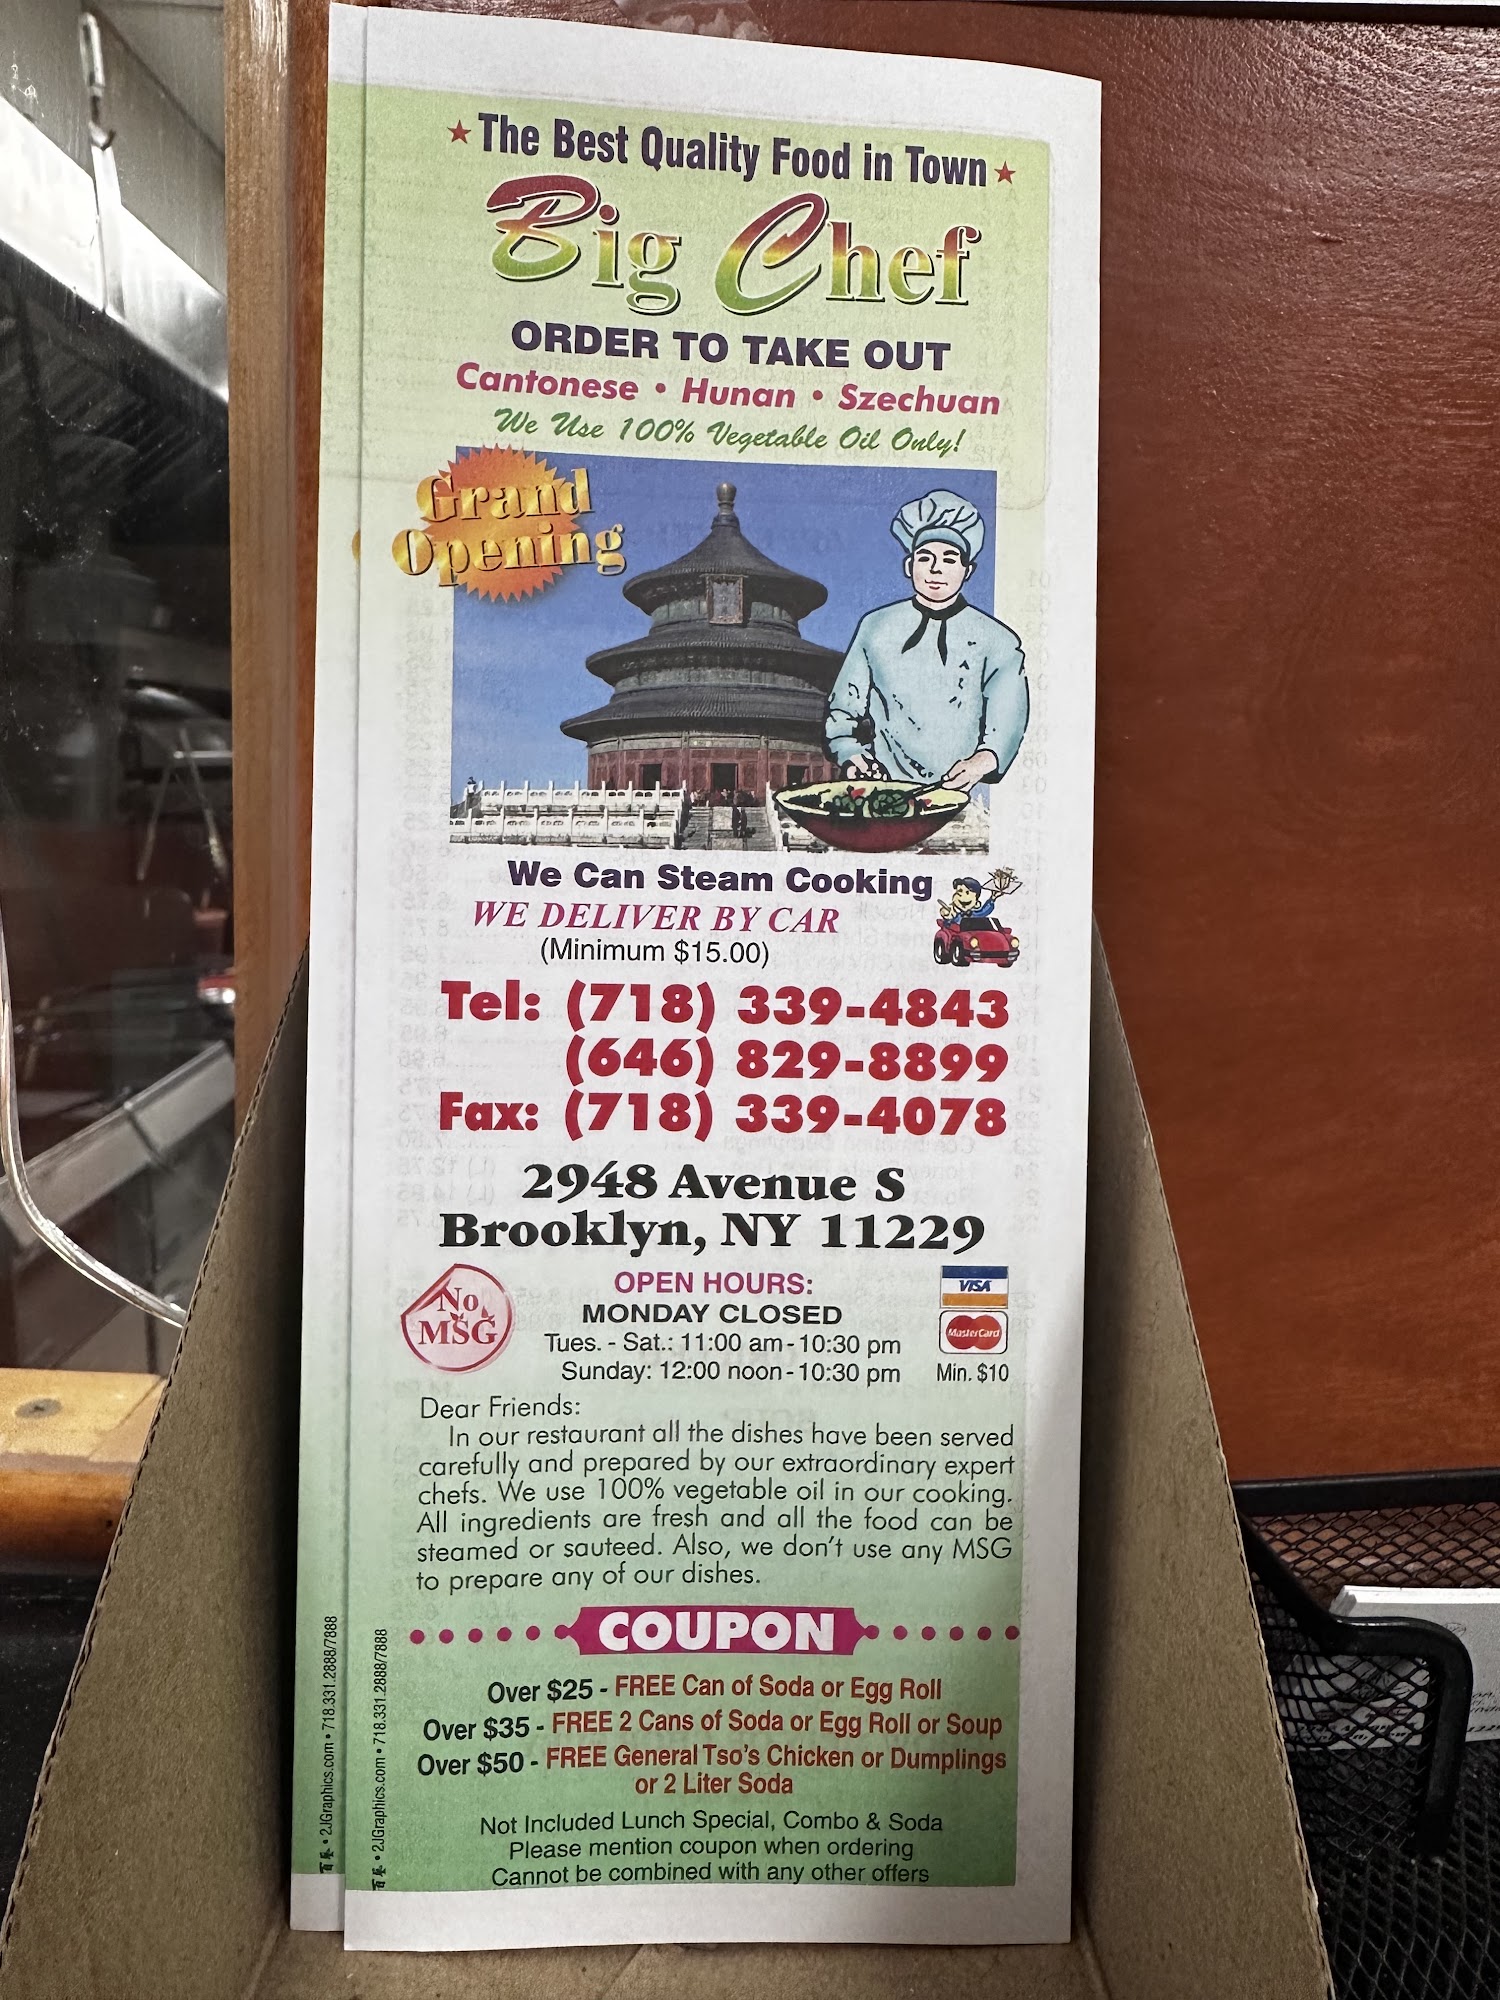 The Best Quality Food in Town
Big Chef
ORDER TO TAKE OUT
Cantonese • Hunan • Szechuan
We Use 100% Vegetable Oil Only!
Grand
Opening
We Can Steam Cooking
WE DELIVER BY CAR
(Minimum $15.00)
Tel: (718) 339-4843
(646) 829-8899
Fax: (718) 339-4078
2948 Avenue S
Brooklyn, NY 11229
No
MSG
OPEN HOURS:
MONDAY CLOSED
Tues. - Sat.: 11:00 am - 10:30 pm
Sunday: 12:00 noon - 10:30 pm
VISA
MasterCard
Min. $10
Dear Friends:
In our restaurant all the dishes have been served
carefully and prepared by our extraordinary expert
chefs. We use 100% vegetable oil in our cooking.
All ingredients are fresh and all the food can be
steamed or sauteed. Also, we don't use any MSG
to prepare any of our dishes.
COUPON
Over $25 - FREE Can of Soda or Egg Roll
Over $35 - FREE 2 Cans of Soda or Egg Roll or Soup
Over $50 - FREE General Tso's Chicken or Dumplings
or 2 Liter Soda
Not Included Lunch Special, Combo & Soda
Please mention coupon when ordering
Cannot be combined with any other offers
• 2JGraphics.com • 718.331.2888/7888
• 2JGraphics.com • 718.331.2888/7888